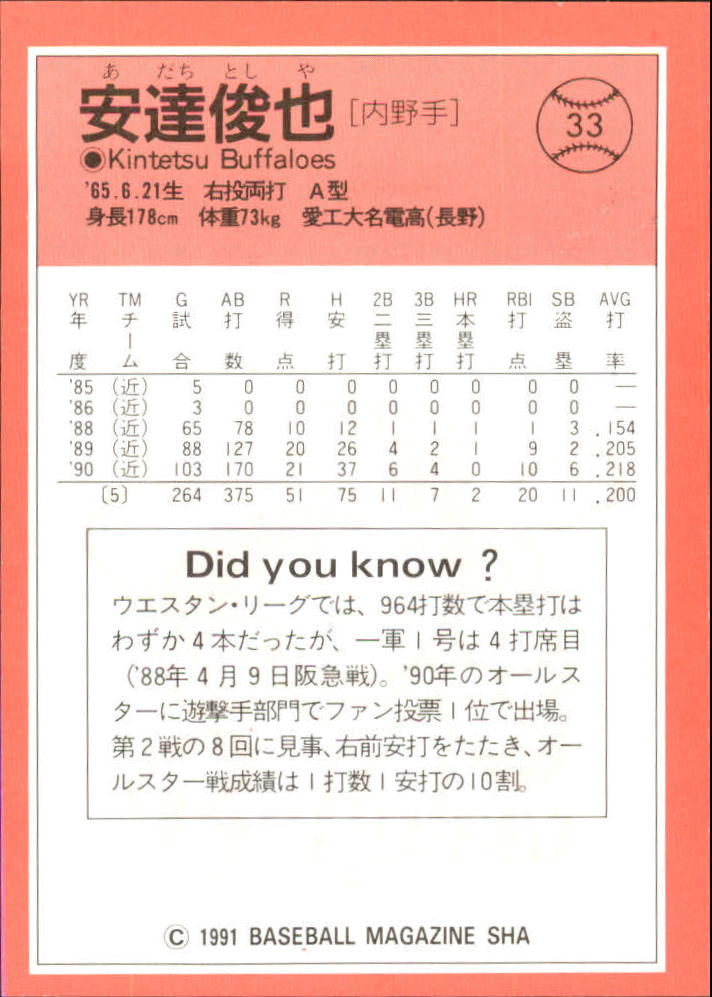 あだちとしや
安達俊也 [内野手]
33
●Kintetsu Buffaloes
'65.6.21生 右投両打 A型
身長178cm 体重73kg 愛工大名電高(長野)
YR TM G AB R H 2B 3B HR RBI SB AVG
年度 チーム 試合 打数 得点 安打 二塁打 三塁打 本塁打 打点 盗塁 打率
'85 (近) 5 0 0 0 0 0 0 0 0 —
'86 (近) 3 0 0 0 0 0 0 0 0 —
'88 (近) 65 78 10 12 1 1 1 1 3 .154
'89 (近) 88 127 20 26 4 2 1 9 2 .205
'90 (近) 103 170 21 37 6 4 0 10 6 .218
〔5〕 264 375 51 75 11 7 2 20 11 .200
Did you know ?
ウエスタン・リーグでは、964打数で本塁打は
わずか4本だったが、一軍1号は4打席目
('88年4月9日阪急戦)。'90年のオールス
ターに遊撃手部門でファン投票1位で出場。
第2戦の8回に見事、右前安打をたたき、オー
ルスター戦成績は1打数1安打の10割。
© 1991 BASEBALL MAGAZINE SHA